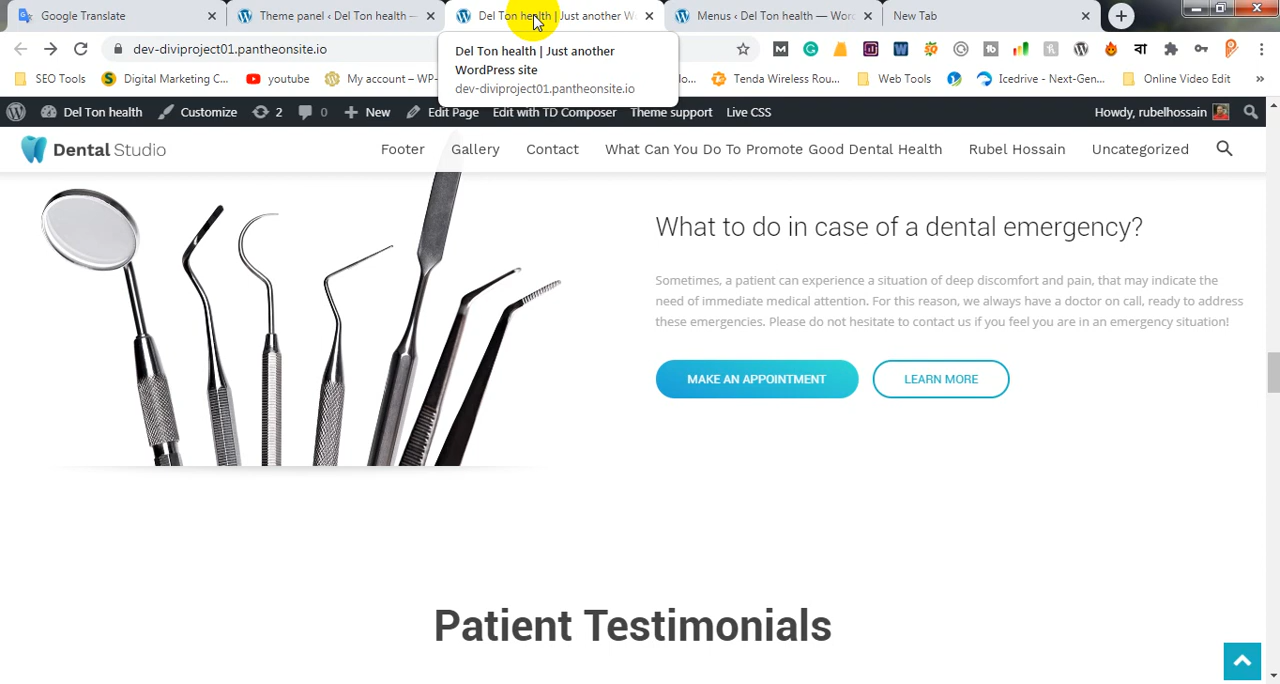 Google Translate
Theme panel ‹ Del Ton health —
Del Ton health | Just another W
Menus ‹ Del Ton health — Wor
New Tab
dev-diviproject01.pantheonsite.io
Del Ton health | Just another
WordPress site
dev-diviproject01.pantheonsite.io
SEO Tools
Digital Marketing C...
youtube
My account – WP-
lo...
Tenda Wireless Rou...
Web Tools
Icedrive - Next-Gen...
Online Video Edit
Del Ton health
Customize
2
0
New
Edit Page
Edit with TD Composer
Theme support
Live CSS
Howdy, rubelhossain
Dental Studio
Footer
Gallery
Contact
What Can You Do To Promote Good Dental Health
Rubel Hossain
Uncategorized
What to do in case of a dental emergency?
Sometimes, a patient can experience a situation of deep discomfort and pain, that may indicate the
need of immediate medical attention. For this reason, we always have a doctor on call, ready to address
these emergencies. Please do not hesitate to contact us if you feel you are in an emergency situation!
MAKE AN APPOINTMENT
LEARN MORE
Patient Testimonials